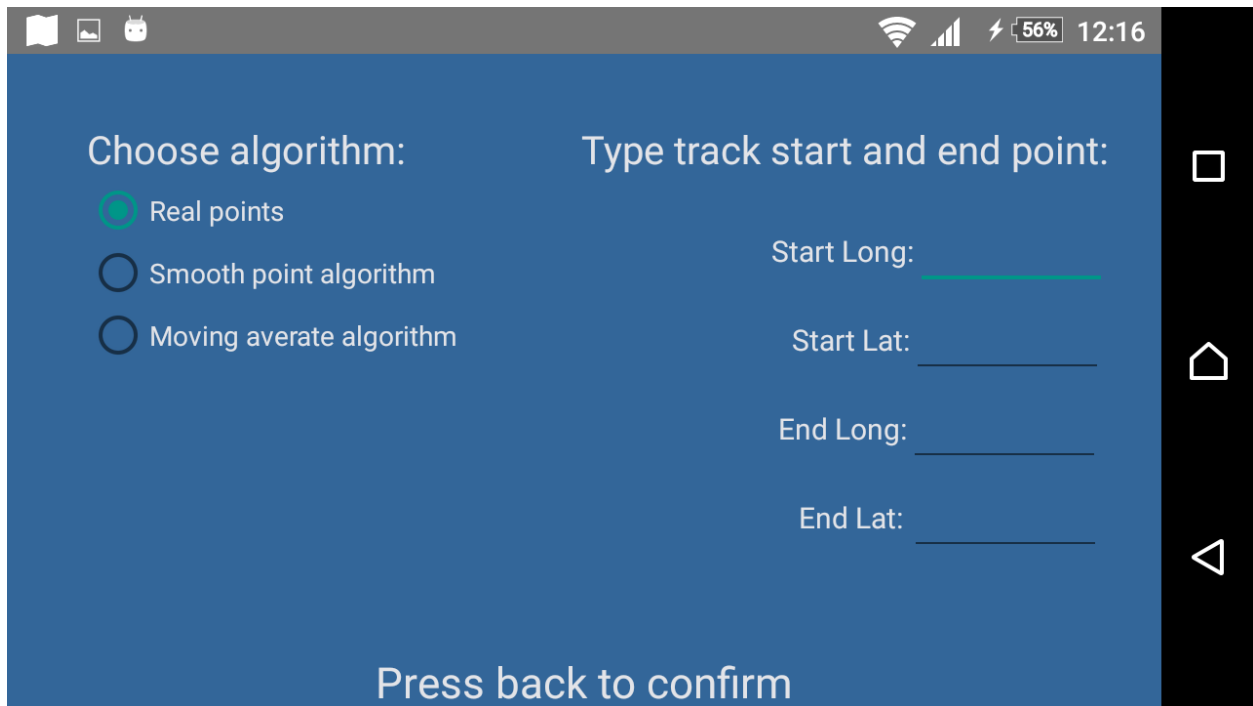 56% 12:16
Choose algorithm:
Real points
Smooth point algorithm
Moving averate algorithm
Type track start and end point:
Start Long:
Start Lat:
End Long:
End Lat:
Press back to confirm